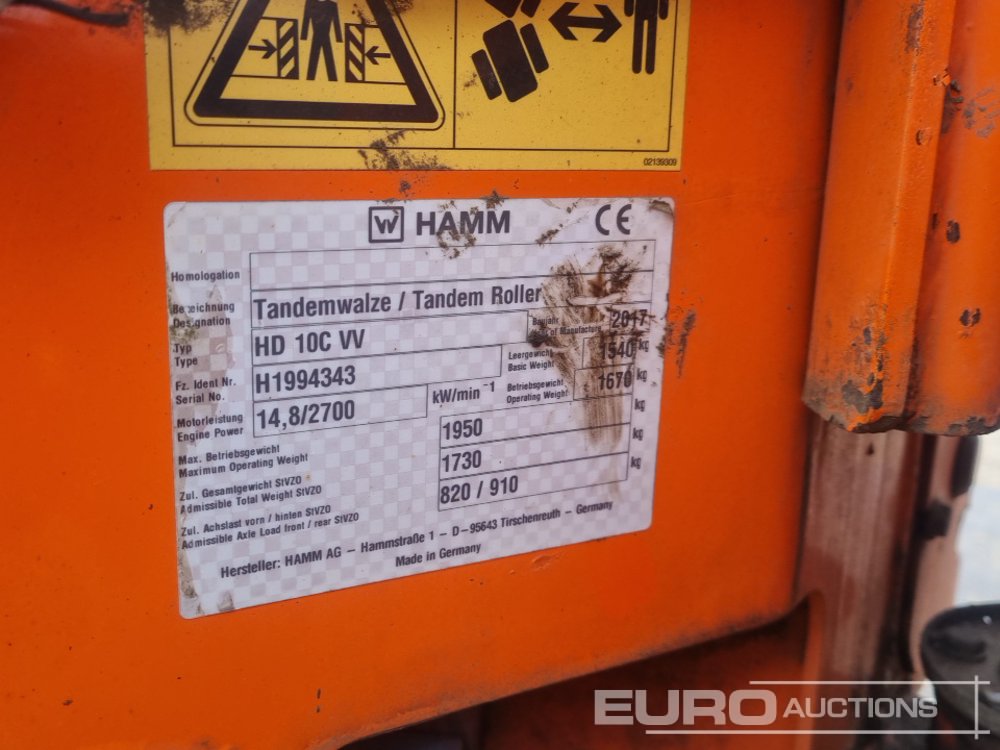 02139309
HAMM CE
Homologation
Bezeichnung
Designation
Tandemwalze / Tandem Roller
Typ
Type
HD 10C VV
Baujahr
Year of Manufacture
2017
Fz. Ident Nr.
Serial No.
H1994343
Leergewicht
Basic Weight
1540 kg
Motorleistung
Engine Power
14,8/2700 kW/min⁻¹
Betriebsgewicht
Operating Weight
1670 kg
Max. Betriebsgewicht
Maximum Operating Weight
1950 kg
Zul. Gesamtgewicht StVZO
Admissible Total Weight StVZO
1730 kg
Zul. Achslast vorn / hinten StVZO
Admissible Axle Load front / rear StVZO
820 / 910 kg
Hersteller: HAMM AG – Hammstraße 1 – D–95643 Tirschenreuth – Germany
Made in Germany
EURO AUCTIONS